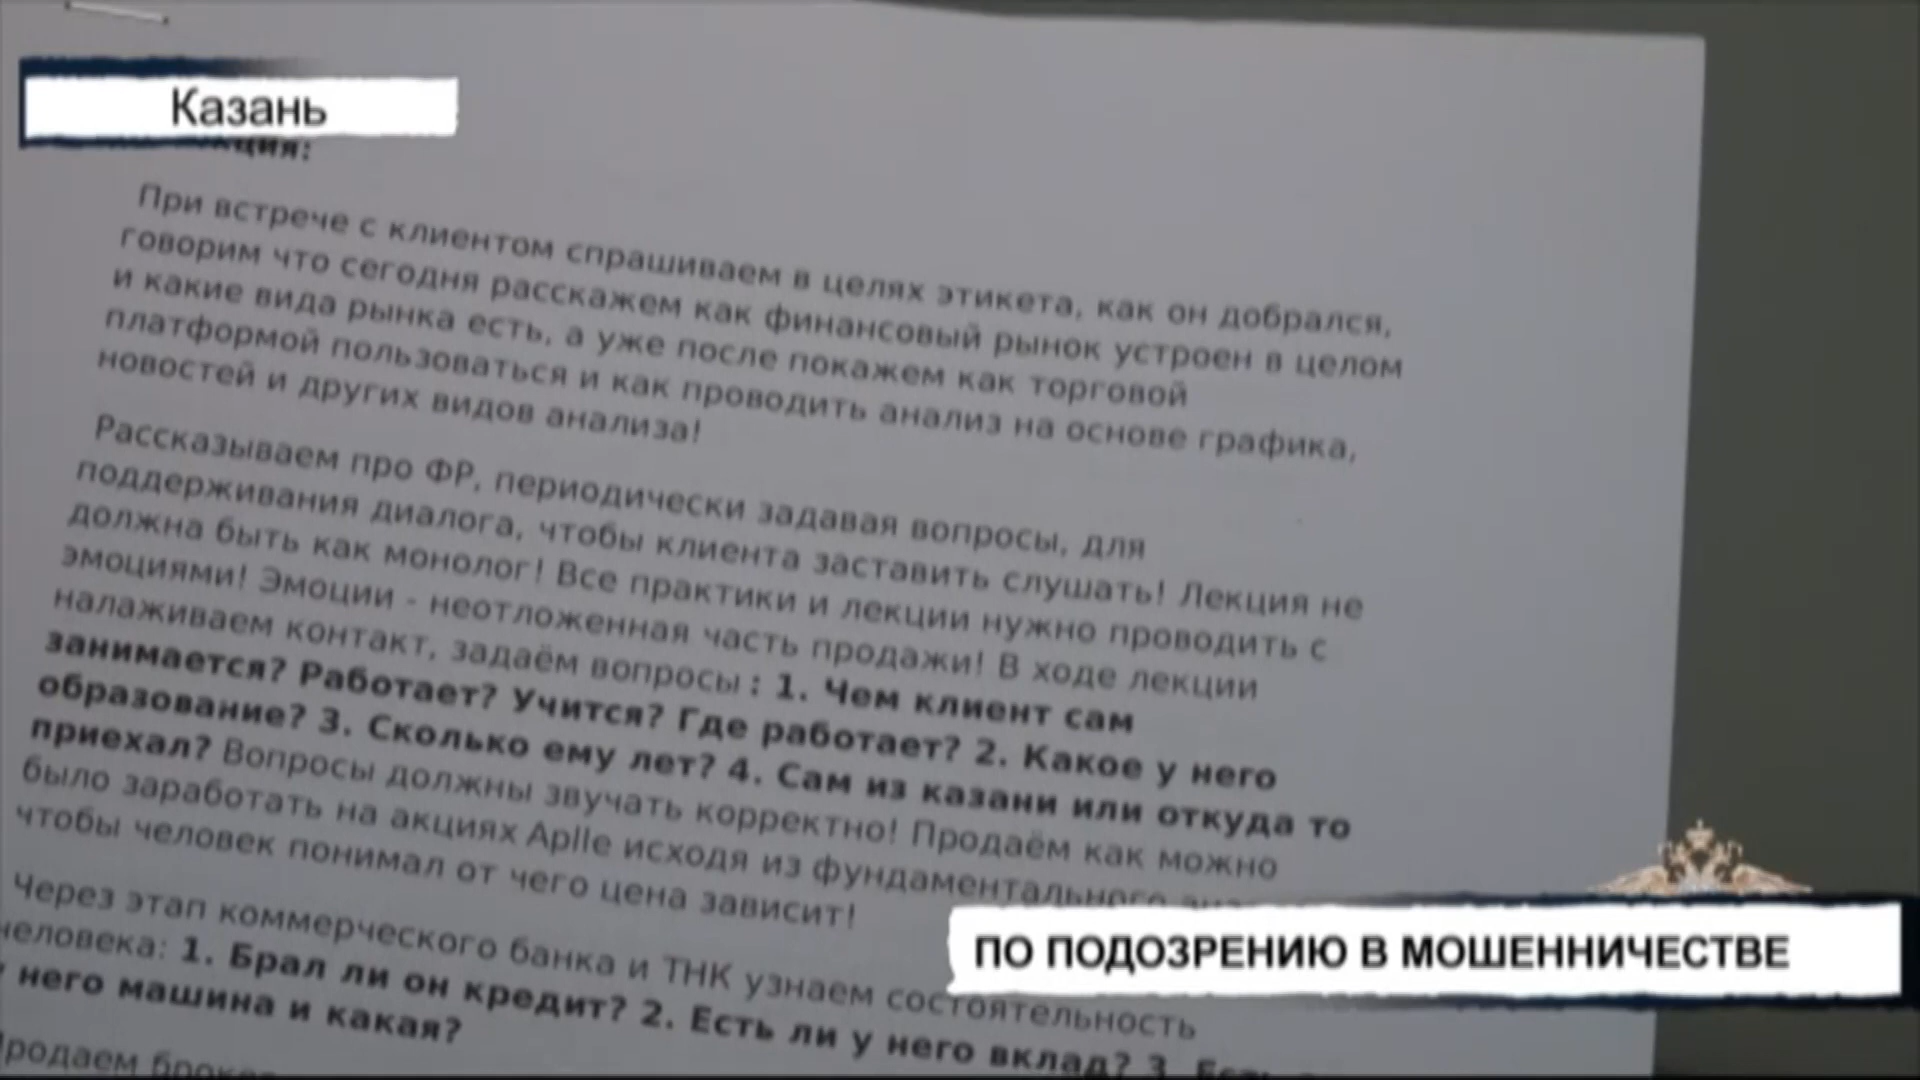 Казань
При встрече с клиентом спрашиваем в целях этикета, как он добрался,
говорим что сегодня расскажем как финансовый рынок устроен в целом
и какие вида рынка есть, а уже после покажем как торговой
платформой пользоваться и как проводить анализ на основе графика,
новостей и других видов анализа!
Рассказываем про ФР, периодически задавая вопросы, для
поддерживания диалога, чтобы клиента заставить слушать! Лекция не
должна быть как монолог! Все практики и лекции нужно проводить с
эмоциями! Эмоции - неотложенная часть продажи! В ходе лекции
налаживаем контакт, задаём вопросы : 1. Чем клиент сам
занимается? Работает? Учится? Где работает? 2. Какое у него
образование? 3. Сколько ему лет? 4. Сам из казани или откуда то
приехал? Вопросы должны звучать корректно! Продаём как можно
было заработать на акциях Aplle исходя из фундаментального
чтобы человек понимал от чего цена зависит!
Через этап коммерческого банка и ТНК узнаем состоятельность
человека: 1. Брал ли он кредит? 2. Есть ли у него вклад? 3. Есть
у него машина и какая?
Продаем
ПО ПОДОЗРЕНИЮ В МОШЕННИЧЕСТВЕ